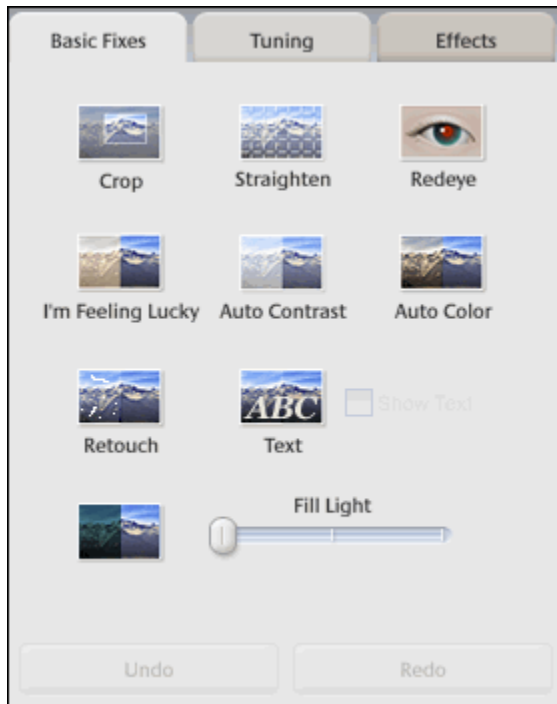 Basic Fixes Tuning Effects
Crop Straighten Redeye
I'm Feeling Lucky Auto Contrast Auto Color
ABC Show Text
Retouch Text
Fill Light
Undo Redo